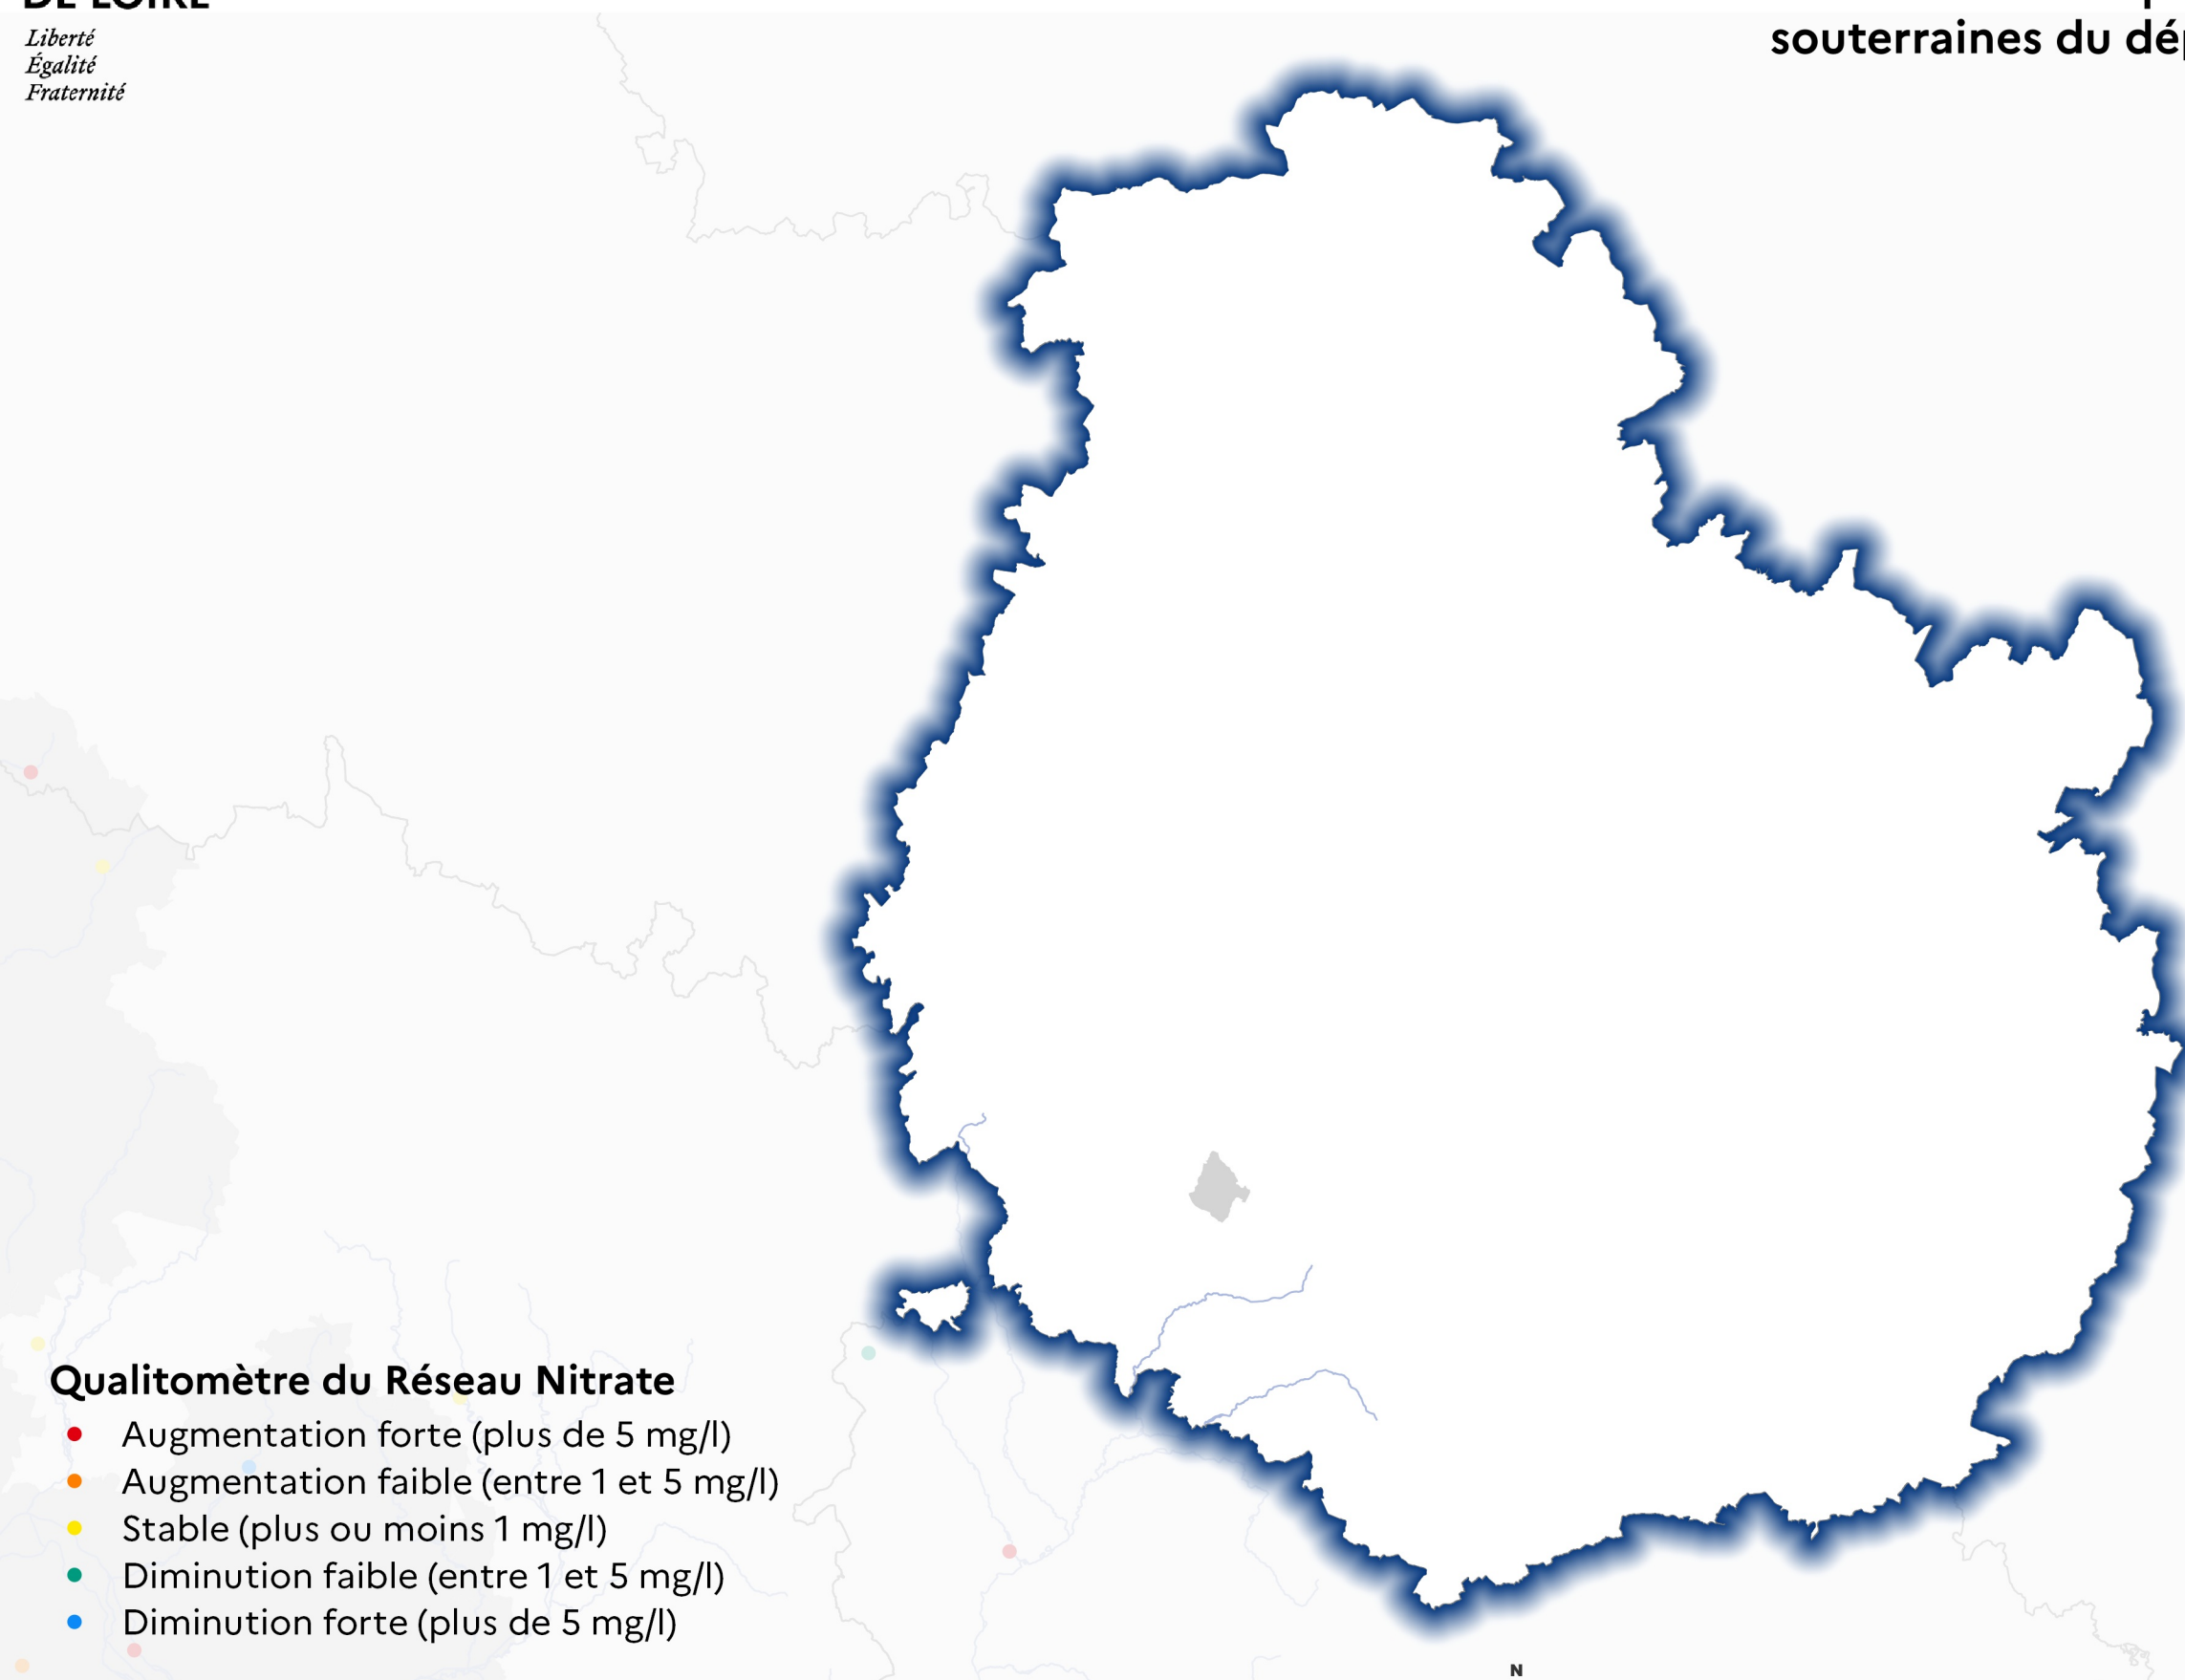 DE LOIRE
Liberté
Égalité
Fraternité
souterraines du dé
Qualitomètre du Réseau Nitrate
Augmentation forte (plus de 5 mg/l)
Augmentation faible (entre 1 et 5 mg/l)
Stable (plus ou moins 1 mg/l)
Diminution faible (entre 1 et 5 mg/l)
Diminution forte (plus de 5 mg/l)
N